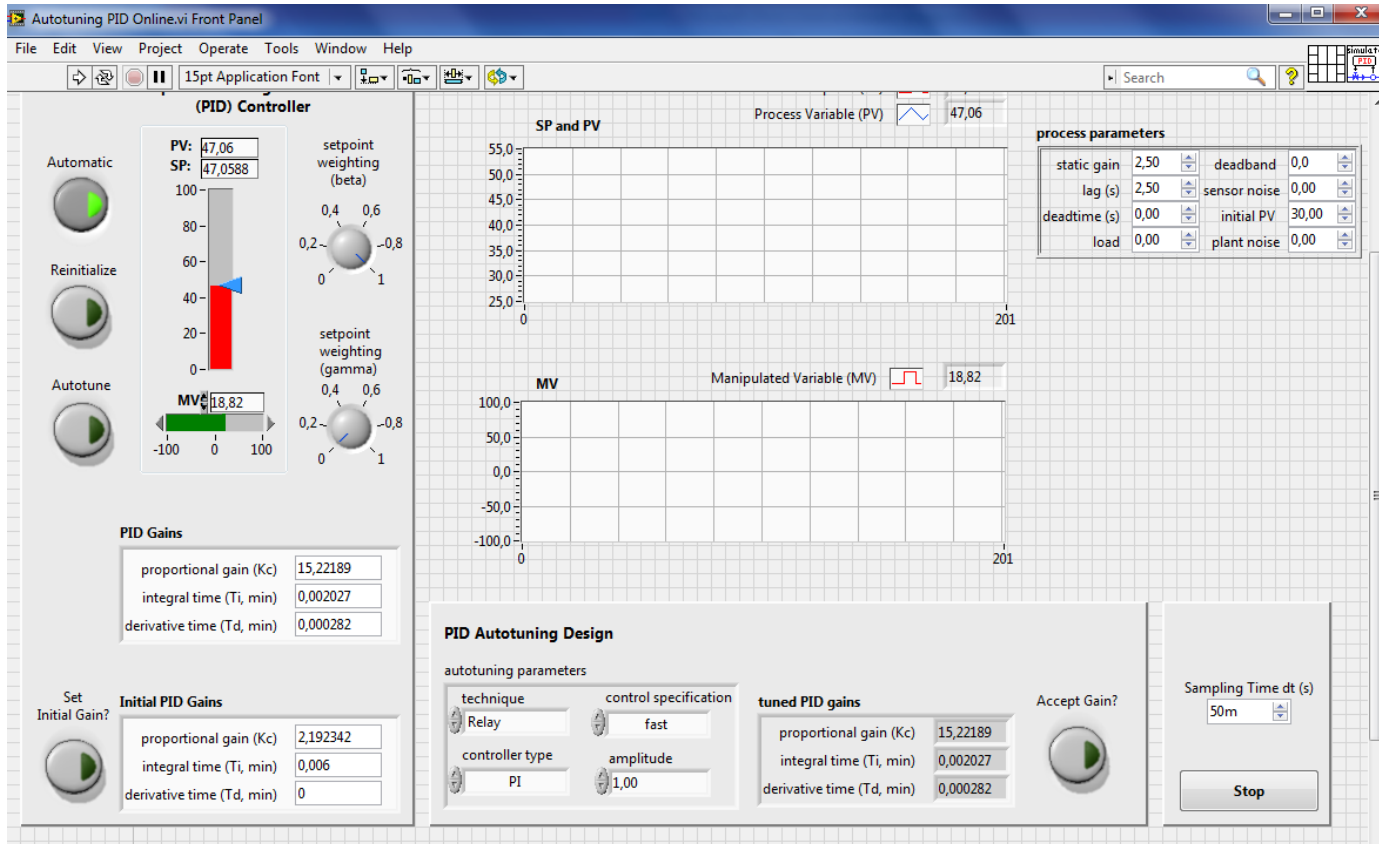 Autotuning PID Online.vi Front Panel
File Edit View Project Operate Tools Window Help
15pt Application Font
Search
simulat
PID
(PID) Controller
Automatic
PV: 47,06
SP: 47,0588
100
80
60
40
20
0
Reinitialize
Autotune
MV 18,82
-100 0 100
setpoint
weighting
(beta)
0,4 0,6
0,2 0,8
0 1
setpoint
weighting
(gamma)
0,4 0,6
0,2 0,8
0 1
PID Gains
proportional gain (Kc) 15,22189
integral time (Ti, min) 0,002027
derivative time (Td, min) 0,000282
Set
Initial Gain?
Initial PID Gains
proportional gain (Kc) 2,192342
integral time (Ti, min) 0,006
derivative time (Td, min) 0
Process Variable (PV) 47,06
SP and PV
55,0
50,0
45,0
40,0
35,0
30,0
25,0
0 201
Manipulated Variable (MV) 18,82
MV
100,0
50,0
0,0
-50,0
-100,0
0 201
process parameters
static gain 2,50 deadband 0,0
lag (s) 2,50 sensor noise 0,00
deadtime (s) 0,00 initial PV 30,00
load 0,00 plant noise 0,00
PID Autotuning Design
autotuning parameters
technique control specification
Relay fast
controller type amplitude
PI 1,00
tuned PID gains
proportional gain (Kc) 15,22189
integral time (Ti, min) 0,002027
derivative time (Td, min) 0,000282
Accept Gain?
Sampling Time dt (s)
50m
Stop